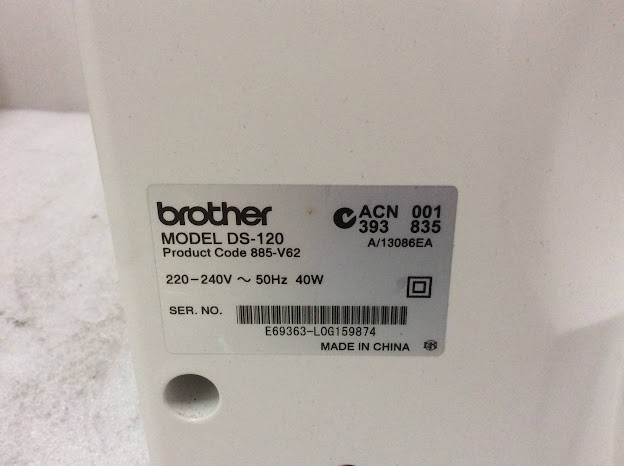 brother
MODEL DS-120
Product Code 885-V62
ACN 001
393 835
A/13086EA
220-240V ~ 50Hz 40W
SER. NO.
E69363-L0G159874
MADE IN CHINA